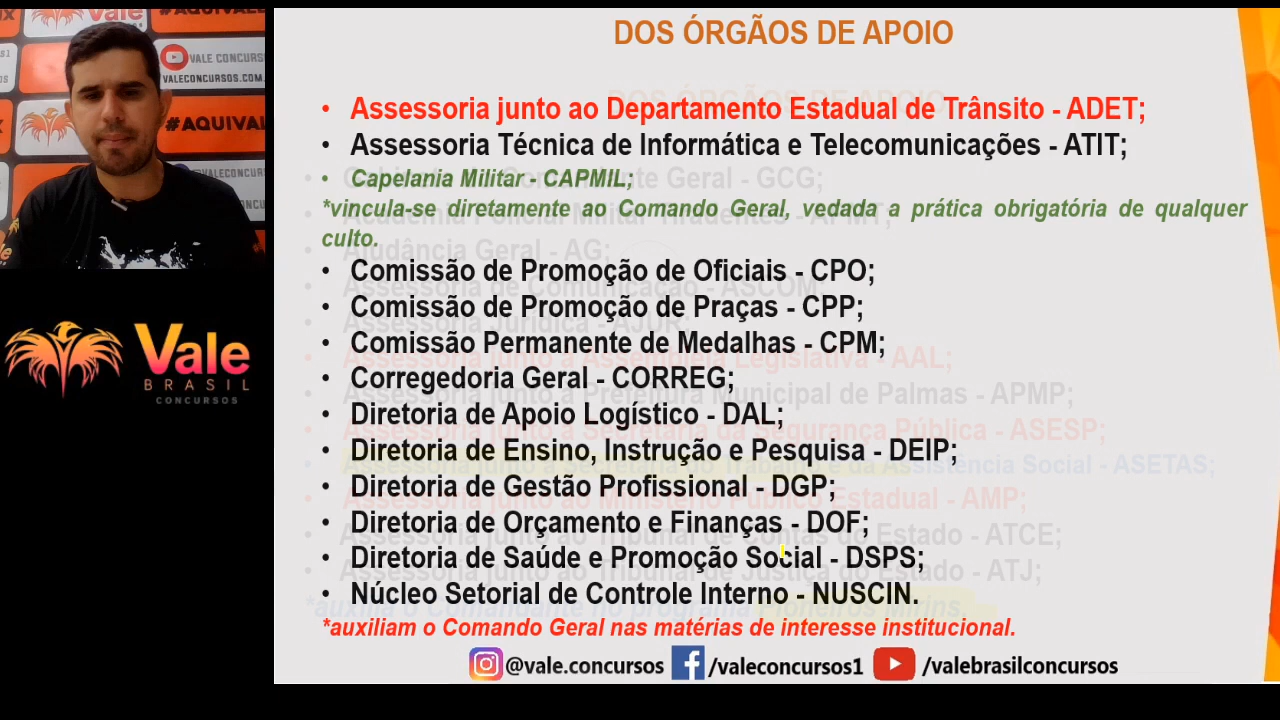 DOS ÓRGÃOS DE APOIO
• Assessoria junto ao Departamento Estadual de Trânsito - ADET;
• Assessoria Técnica de Informática e Telecomunicações - ATIT;
• Capelania Militar - CAPMIL;
*vincula-se diretamente ao Comando Geral, vedada a prática obrigatória de qualquer
culto.
• Comissão de Promoção de Oficiais - CPO;
• Comissão de Promoção de Praças - CPP;
• Comissão Permanente de Medalhas - CPM;
• Corregedoria Geral - CORREG;
• Diretoria de Apoio Logístico - DAL;
• Diretoria de Ensino, Instrução e Pesquisa - DEIP;
• Diretoria de Gestão Profissional - DGP;
• Diretoria de Orçamento e Finanças - DOF;
• Diretoria de Saúde e Promoção Social - DSPS;
• Núcleo Setorial de Controle Interno - NUSCIN.
*auxiliam o Comando Geral nas matérias de interesse institucional.
@vale.concursos /valeconcursos1 /valebrasilconcursos
VALE CONCURSO
VALECONCURSOS.COM
#AQUIVAL
Vale
BRASIL
CONCURSOS